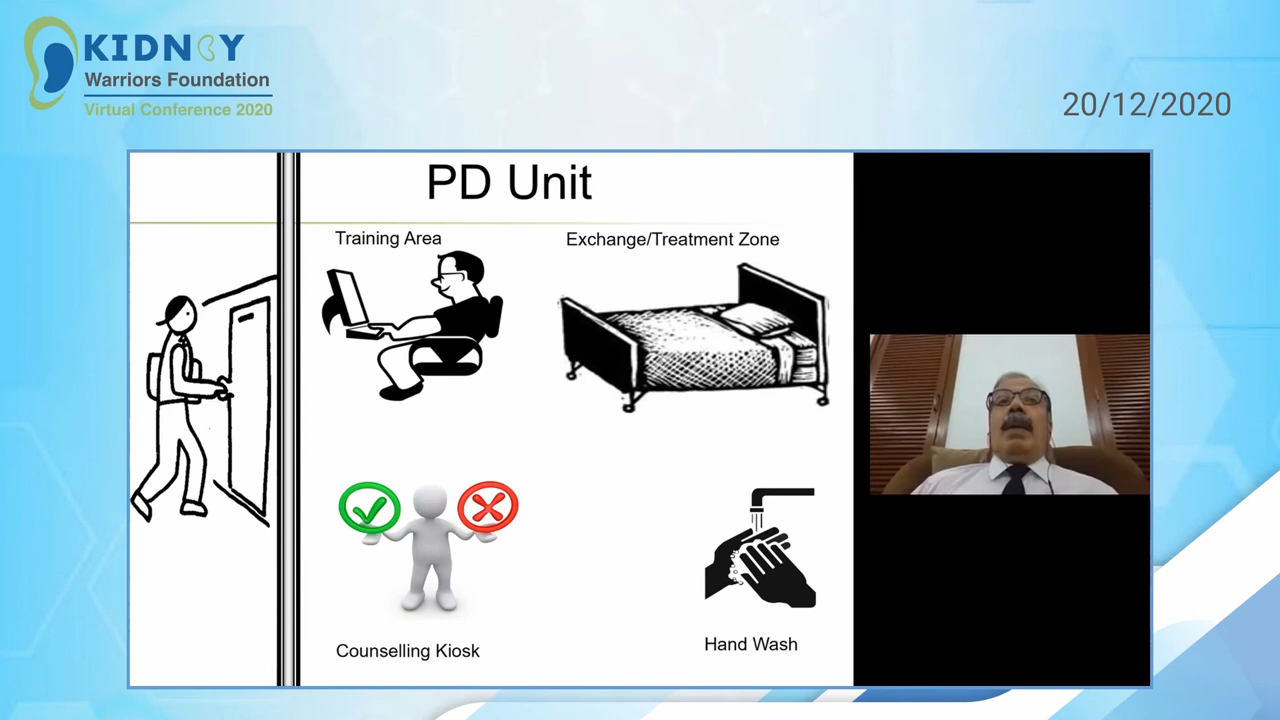 KIDNEY
Warriors Foundation
Virtual Conference 2020
20/12/2020
PD Unit
Training Area
Exchange/Treatment Zone
Counselling Kiosk
Hand Wash